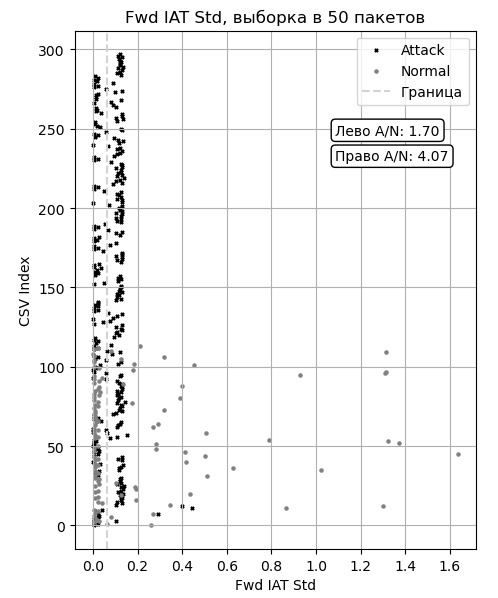 Fwd IAT Std, выборка в 50 пакетов
Attack
Normal
Граница
Лево A/N: 1.70
Право A/N: 4.07
CSV Index
300
250
200
150
100
50
0
0.0 0.2 0.4 0.6 0.8 1.0 1.2 1.4 1.6
Fwd IAT Std